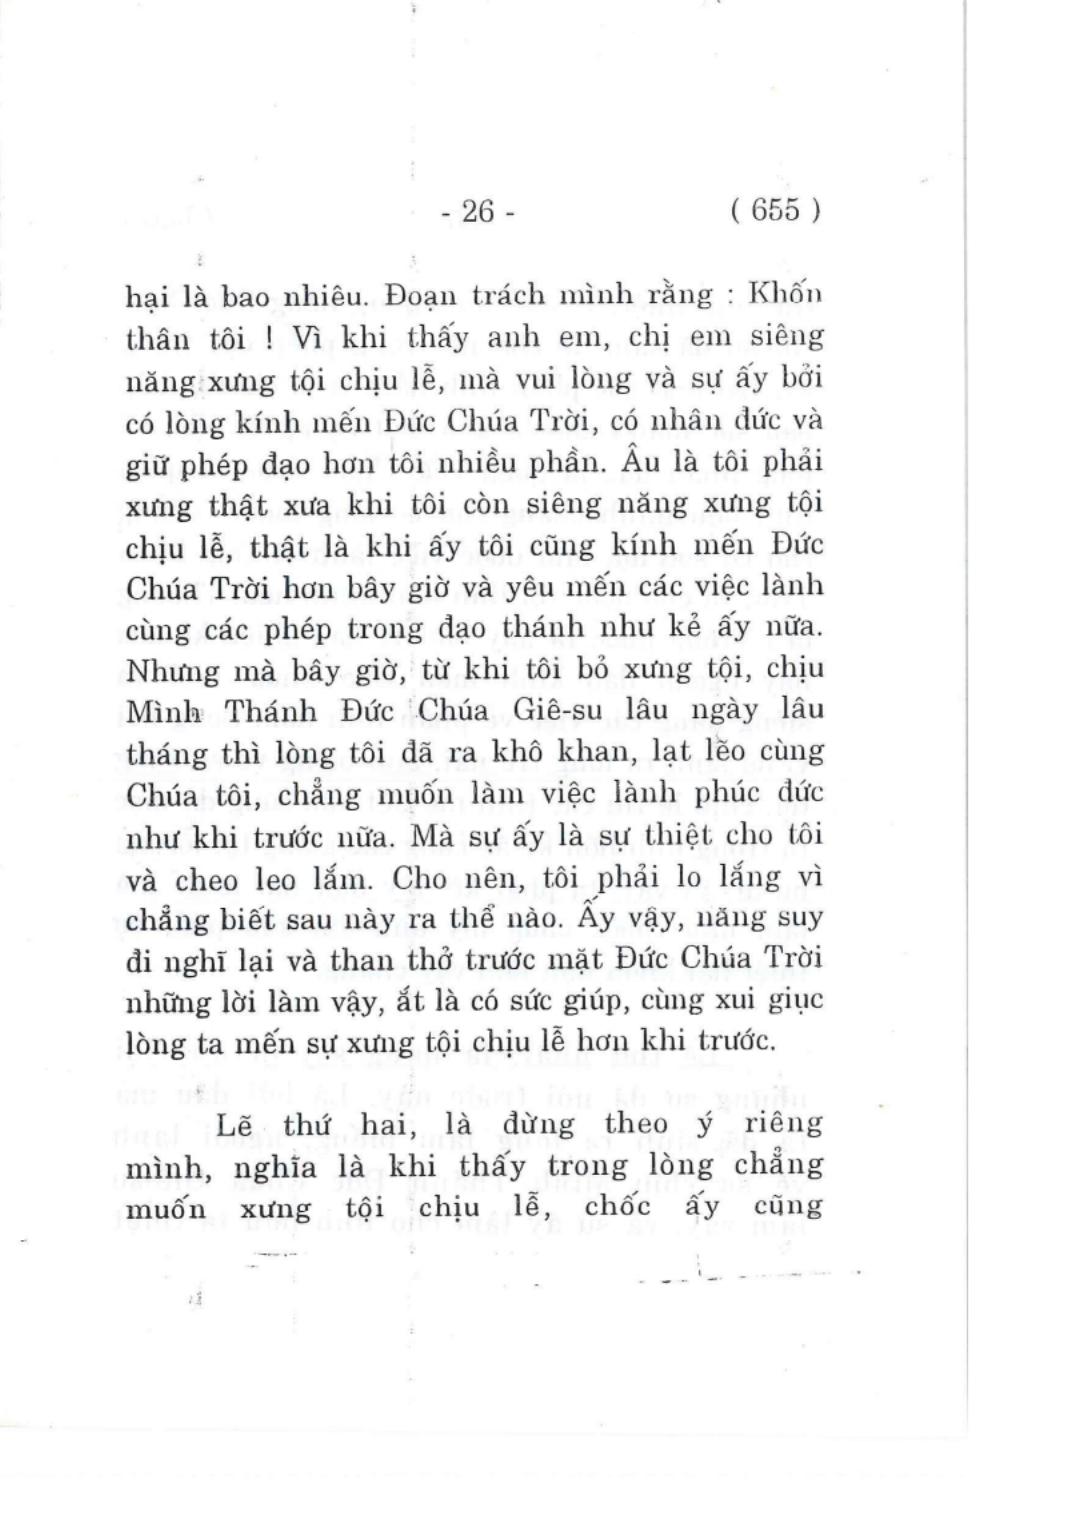 - 26 - ( 655 )
hại là bao nhiêu. Đoạn trách mình rằng : Khốn
thân tôi ! Vì khi thấy anh em, chị em siêng
năng xưng tội chịu lễ, mà vui lòng và sự ấy bởi
có lòng kính mến Đức Chúa Trời, có nhân đức và
giữ phép đạo hơn tôi nhiều phần. Âu là tôi phải
xưng thật xưa khi tôi còn siêng năng xưng tội
chịu lễ, thật là khi ấy tôi cũng kính mến Đức
Chúa Trời hơn bây giờ và yêu mến các việc lành
cùng các phép trong đạo thánh như kẻ ấy nữa.
Nhưng mà bây giờ, từ khi tôi bỏ xưng tội, chịu
Mình Thánh Đức Chúa Giê-su lâu ngày lâu
tháng thì lòng tôi đã ra khô khan, lạt lẽo cùng
Chúa tôi, chẳng muốn làm việc lành phúc đức
như khi trước nữa. Mà sự ấy là sự thiệt cho tôi
và cheo leo lắm. Cho nên, tôi phải lo lắng vì
chẳng biết sau này ra thể nào. Ấy vậy, năng suy
đi nghĩ lại và than thở trước mặt Đức Chúa Trời
những lời làm vậy, ắt là có sức giúp, cùng xui giục
lòng ta mến sự xưng tội chịu lễ hơn khi trước.
Lẽ thứ hai, là đừng theo ý riêng
mình, nghĩa là khi thấy trong lòng chẳng
muốn xưng tội chịu lễ, chốc ấy cũng